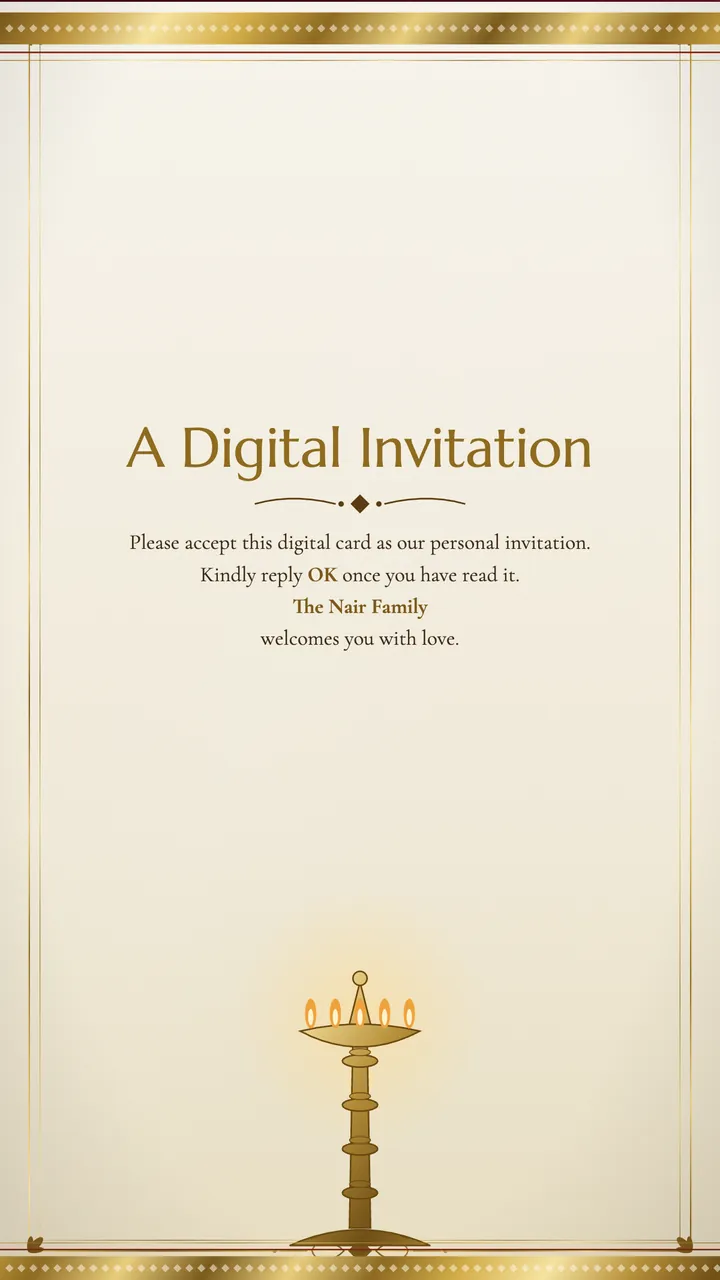 A Digital Invitation
Please accept this digital card as our personal invitation.
Kindly reply OK once you have read it.
The Nair Family
welcomes you with love.